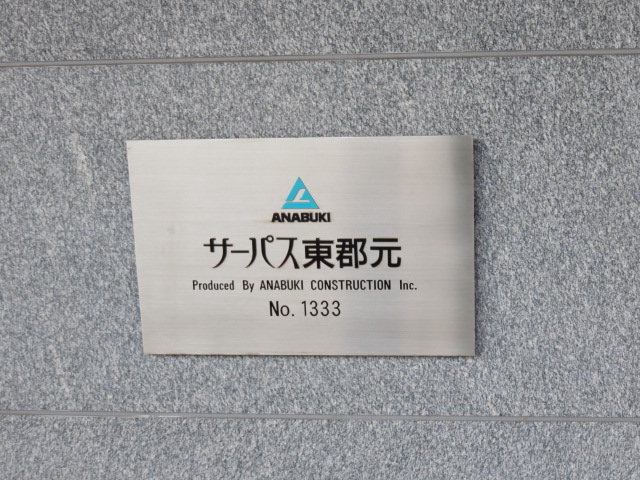 ANABUKI
サーパス東郡元
Produced By ANABUKI CONSTRUCTION Inc.
No. 1333